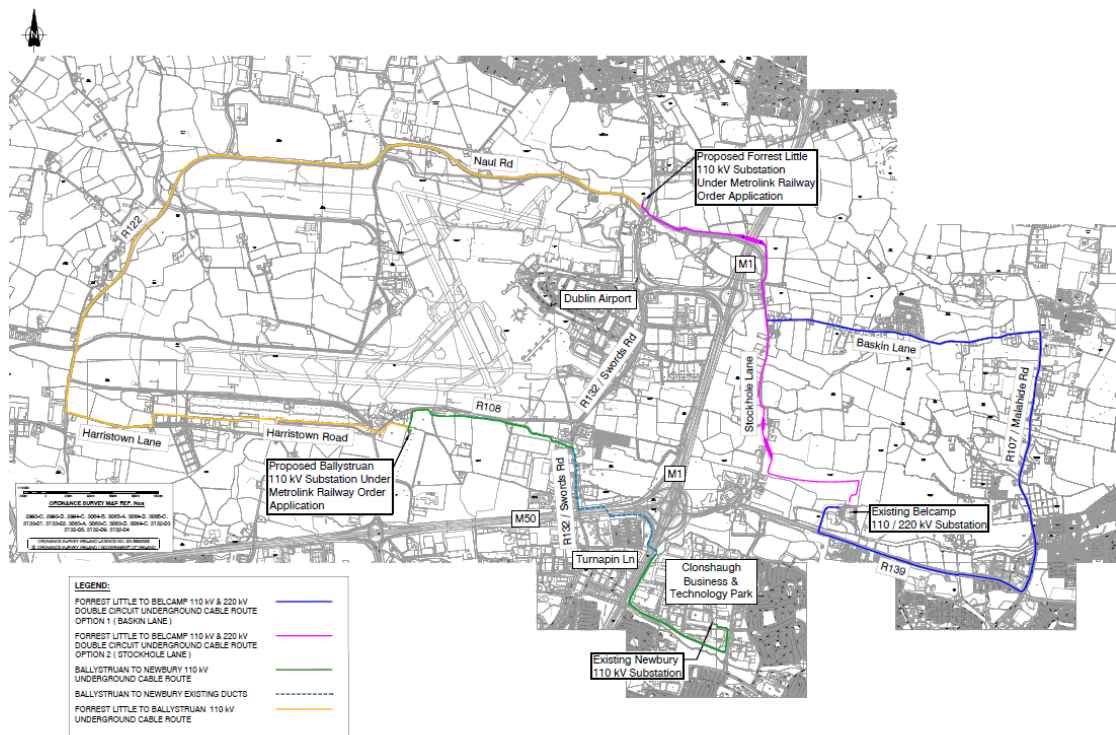 Naul Rd
Proposed Forrest Little
110 kV Substation
Under Metrolink Railway
Order Application
R122
M1
Dublin Airport
R132 / Swords Rd
Baskin Lane
Stockhole Lane
R107 / Malahide Rd
R108
Harristown Lane
Harristown Road
Proposed Ballystruan
110 kV Substation Under
Metrolink Railway Order
Application
R132 / Swords Rd
M1
M50
Existing Belcamp
110 / 220 kV Substation
Turnapin Ln
Clonshaugh
Business &
Technology Park
R139
Existing Newbury
110 kV Substation
ORDNANCE SURVEY MAP REF. Nos
LEGEND:
FORREST LITTLE TO BELCAMP 110 kV & 220 kV
DOUBLE CIRCUIT UNDERGROUND CABLE ROUTE
OPTION 1 ( BASKIN LANE )
FORREST LITTLE TO BELCAMP 110 kV & 220 kV
DOUBLE CIRCUIT UNDERGROUND CABLE ROUTE
OPTION 2 ( STOCKHOLE LANE )
BALLYSTRUAN TO NEWBURY 110 kV
UNDERGROUND CABLE ROUTE
BALLYSTRUAN TO NEWBURY EXISTING DUCTS
FORREST LITTLE TO BALLYSTRUAN 110 kV
UNDERGROUND CABLE ROUTE